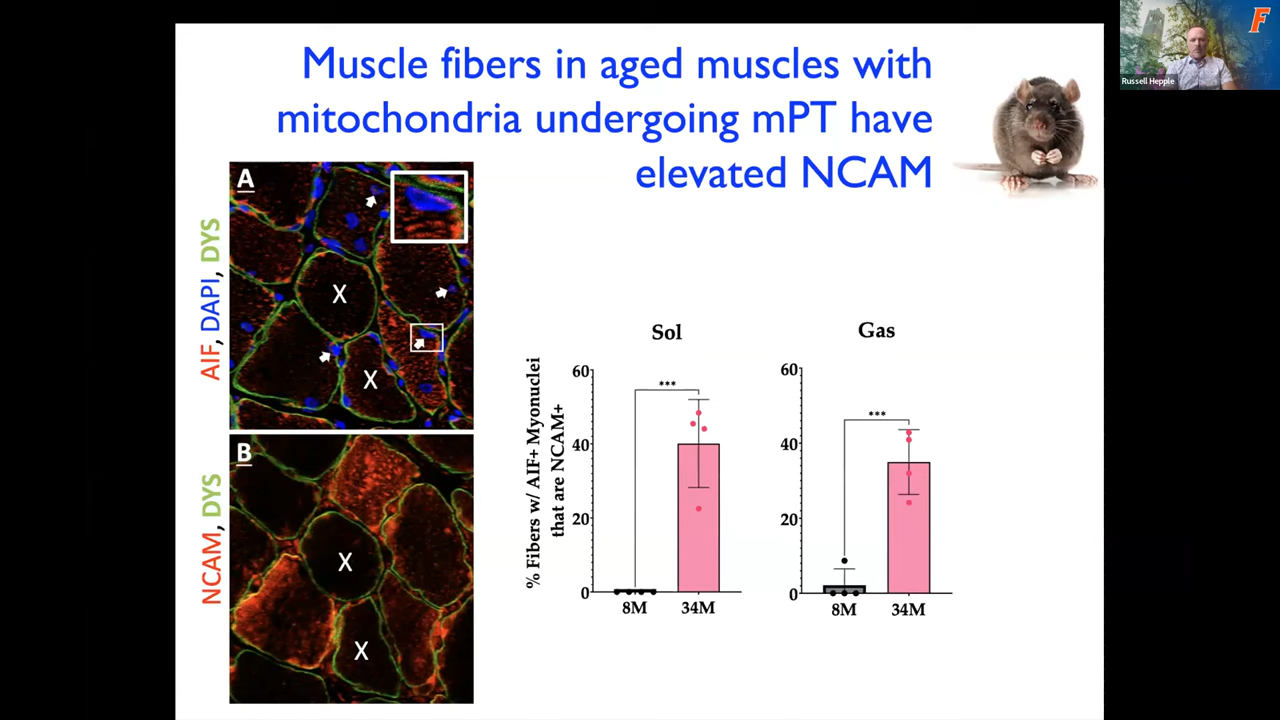 Muscle fibers in aged muscles with
mitochondria undergoing mPT have
elevated NCAM
F
Russell Hepple
A
AIF, DAPI, DYS
X
X
B
NCAM, DYS
X
X
Sol
% Fibers w/ AIF+ Myonuclei
that are NCAM+
60
40
20
0
***
8M 34M
Gas
60
40
20
0
***
8M 34M